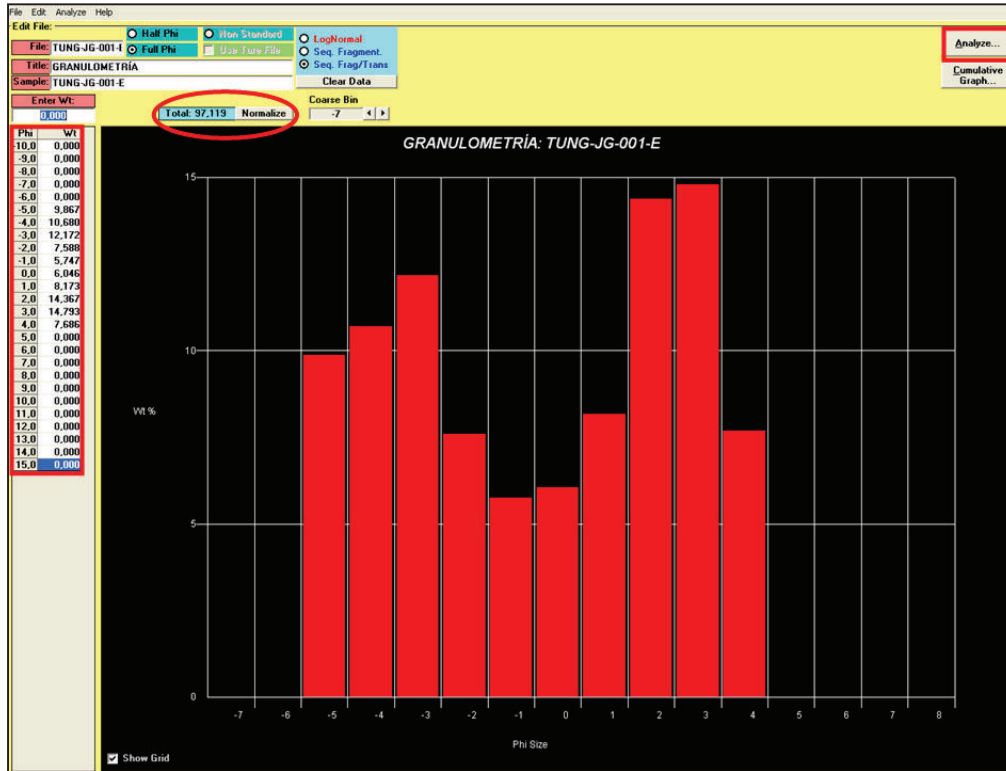 File Edit Analyze Help
Edit File:
File: TUNG-JG-001-E
Title: GRANULOMETRÍA
Sample: TUNG-JG-001-E
Half Phi
Full Phi
Non Standard
LogNormal
Seq. Fragment.
Seq. Frag/Trans
Clear Data
Analyze...
Cumulative
Graph...
Enter Wt:
0,000
Total: 97,119 Normalize
Coarse Bin
-7
Phi Wt
-10,0 0,000
-9,0 0,000
-8,0 0,000
-7,0 0,000
-6,0 0,000
-5,0 9,867
-4,0 10,680
-3,0 12,172
-2,0 7,588
-1,0 5,747
0,0 6,046
1,0 8,173
2,0 14,367
3,0 14,793
4,0 7,686
5,0 0,000
6,0 0,000
7,0 0,000
8,0 0,000
9,0 0,000
10,0 0,000
11,0 0,000
12,0 0,000
13,0 0,000
14,0 0,000
15,0 0,000
GRANULOMETRÍA: TUNG-JG-001-E
15
10
Wt %
5
0
-7 -6 -5 -4 -3 -2 -1 0 1 2 3 4 5 6 7 8
Phi Size
Show Grid